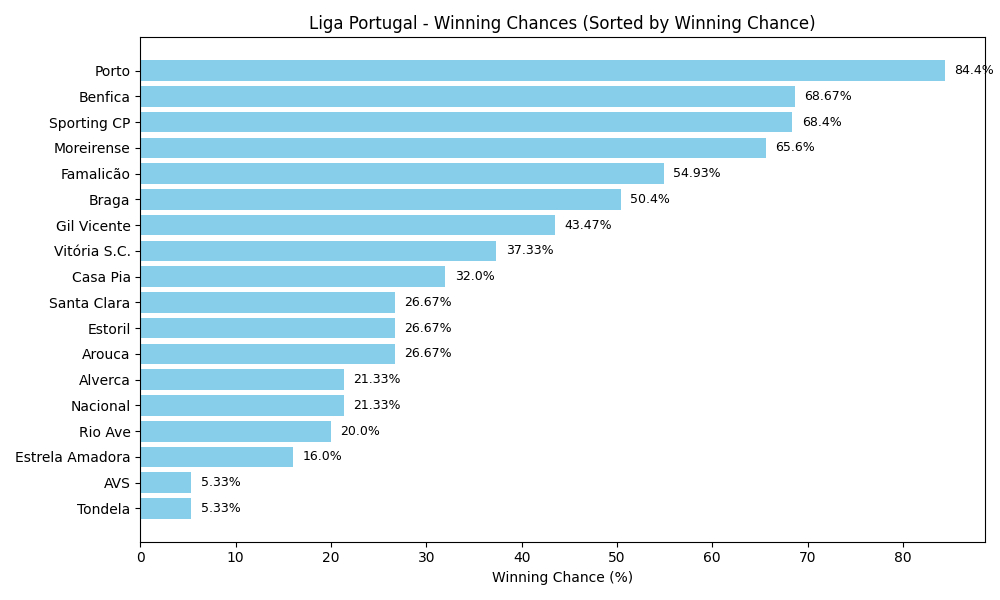 Liga Portugal - Winning Chances (Sorted by Winning Chance)
Porto 84.4%
Benfica 68.67%
Sporting CP 68.4%
Moreirense 65.6%
Famalicão 54.93%
Braga 50.4%
Gil Vicente 43.47%
Vitória S.C. 37.33%
Casa Pia 32.0%
Santa Clara 26.67%
Estoril 26.67%
Arouca 26.67%
Alverca 21.33%
Nacional 21.33%
Rio Ave 20.0%
Estrela Amadora 16.0%
AVS 5.33%
Tondela 5.33%
0 10 20 30 40 50 60 70 80
Winning Chance (%)